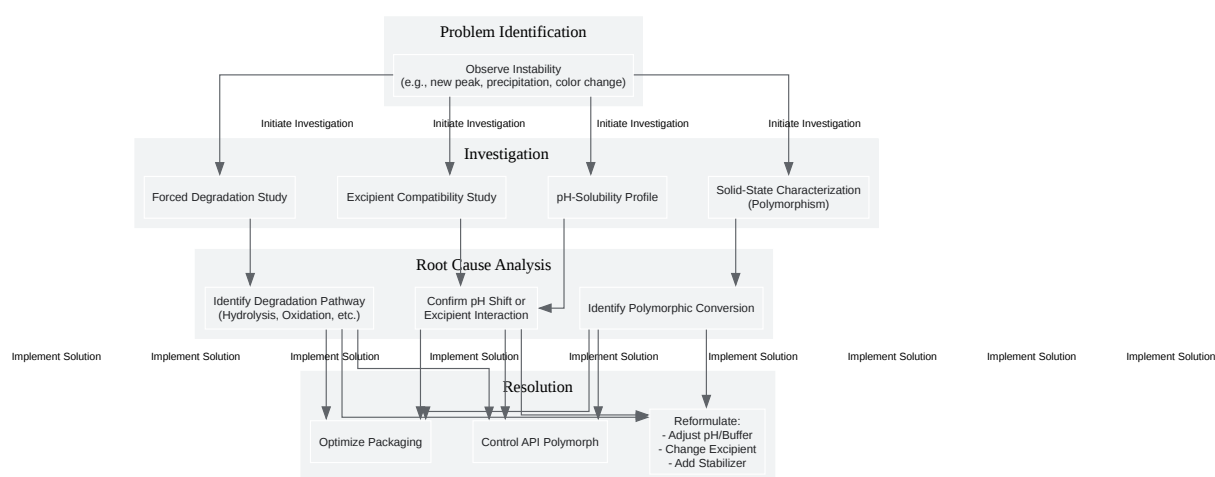 Problem Identification
Observe Instability
(e.g., new peak, precipitation, color change)
Initiate Investigation
Initiate Investigation
Initiate Investigation
Initiate Investigation
Investigation
Forced Degradation Study
Excipient Compatibility Study
pH-Solubility Profile
Solid-State Characterization
(Polymorphism)
Root Cause Analysis
Identify Degradation Pathway
(Hydrolysis, Oxidation, etc.)
Confirm pH Shift or
Excipient Interaction
Identify Polymorphic Conversion
Implement Solution
Implement Solution
Implement Solution
Implement Solution
Implement Solution
Implement Solution
Implement Solution
Implement Solution
Implement Solution
Resolution
Optimize Packaging
Control API Polymorph
Reformulate:
- Adjust pH/Buffer
- Change Excipient
- Add Stabilizer